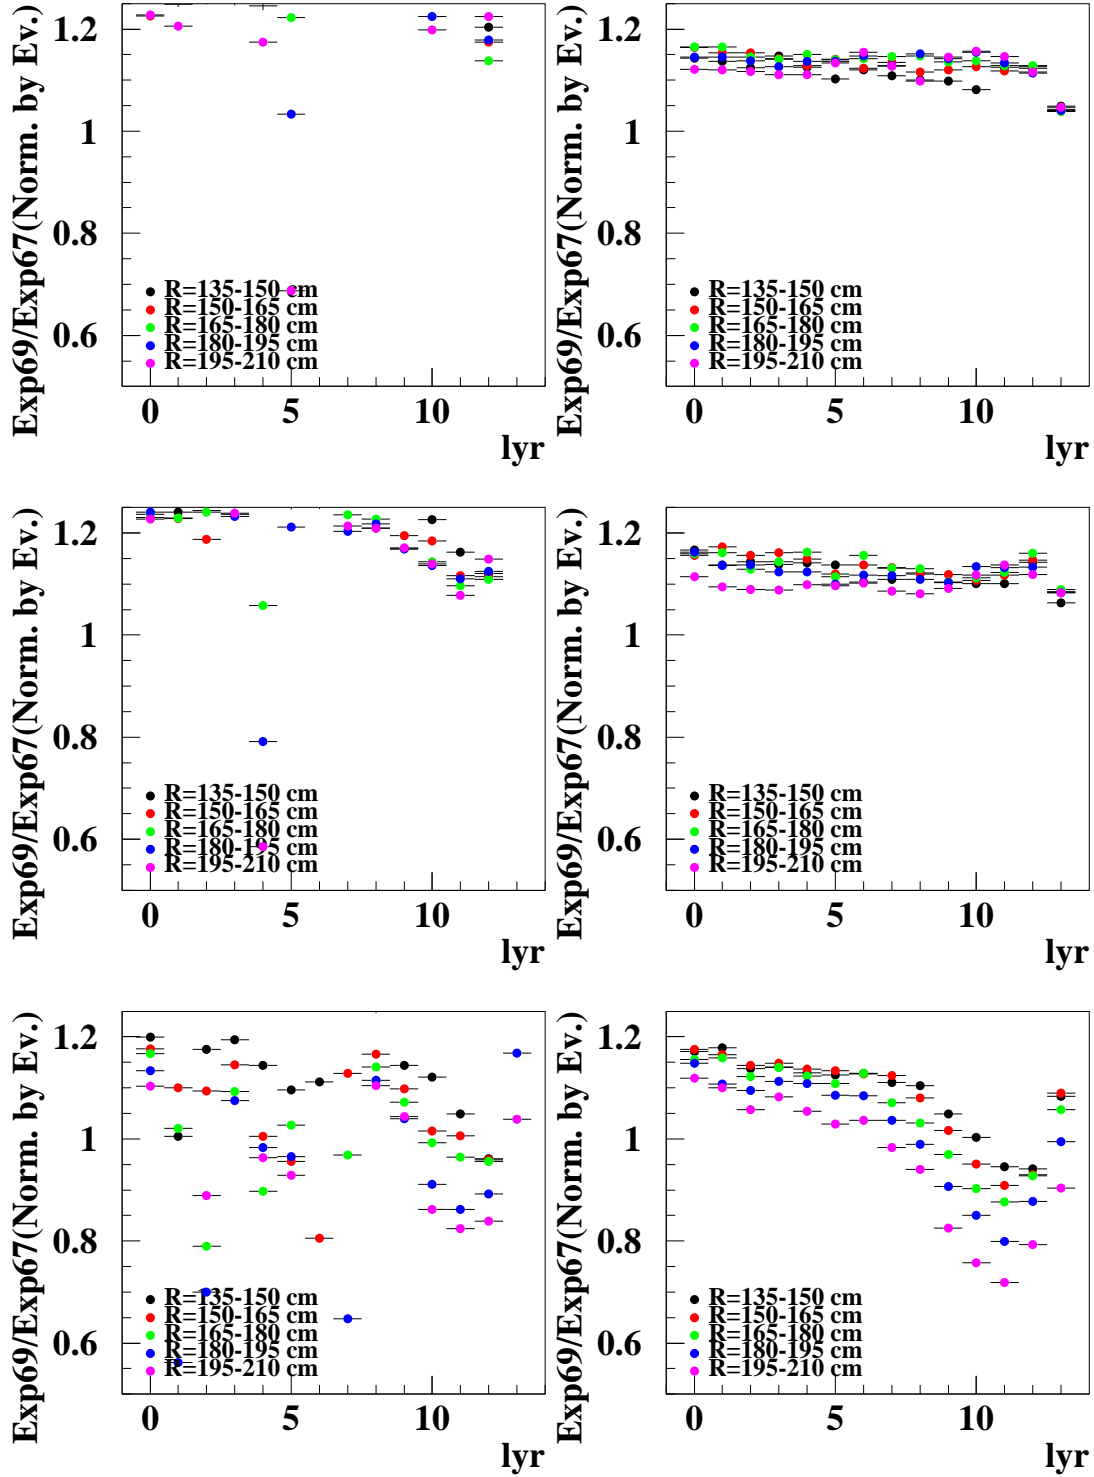 Exp69/Exp67(Norm. by Ev.)
1.2
1
0.8
0.6
R=135-150 cm
R=150-165 cm
R=165-180 cm
R=180-195 cm
R=195-210 cm
0 5 10
lyr
Exp69/Exp67(Norm. by Ev.)
1.2
1
0.8
0.6
R=135-150 cm
R=150-165 cm
R=165-180 cm
R=180-195 cm
R=195-210 cm
0 5 10
lyr
Exp69/Exp67(Norm. by Ev.)
1.2
1
0.8
0.6
R=135-150 cm
R=150-165 cm
R=165-180 cm
R=180-195 cm
R=195-210 cm
0 5 10
lyr
Exp69/Exp67(Norm. by Ev.)
1.2
1
0.8
0.6
R=135-150 cm
R=150-165 cm
R=165-180 cm
R=180-195 cm
R=195-210 cm
0 5 10
lyr
Exp69/Exp67(Norm. by Ev.)
1.2
1
0.8
0.6
R=135-150 cm
R=150-165 cm
R=165-180 cm
R=180-195 cm
R=195-210 cm
0 5 10
lyr
Exp69/Exp67(Norm. by Ev.)
1.2
1
0.8
0.6
R=135-150 cm
R=150-165 cm
R=165-180 cm
R=180-195 cm
R=195-210 cm
0 5 10
lyr